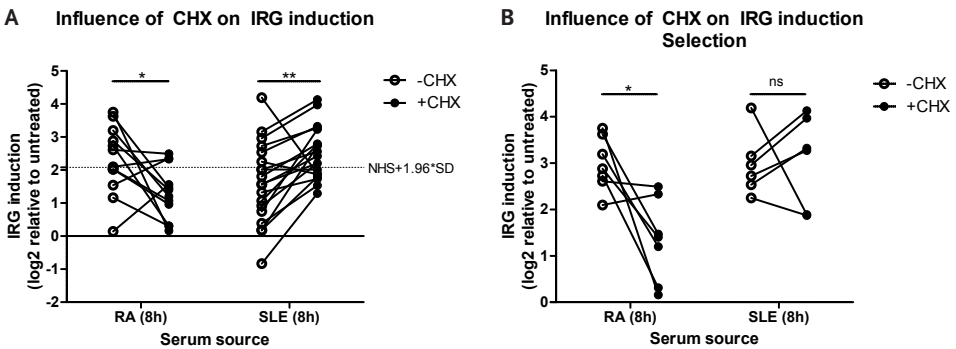 A
Influence of CHX on IRG induction
IRG induction
(log2 relative to untreated)
5
4
3
2
1
0
-1
-2
*
**
-CHX
+CHX
NHS+1.96*SD
RA (8h)
SLE (8h)
Serum source
B
Influence of CHX on IRG induction
Selection
IRG induction
(log2 relative to untreated)
5
4
3
2
1
0
*
ns
-CHX
+CHX
RA (8h)
SLE (8h)
Serum source